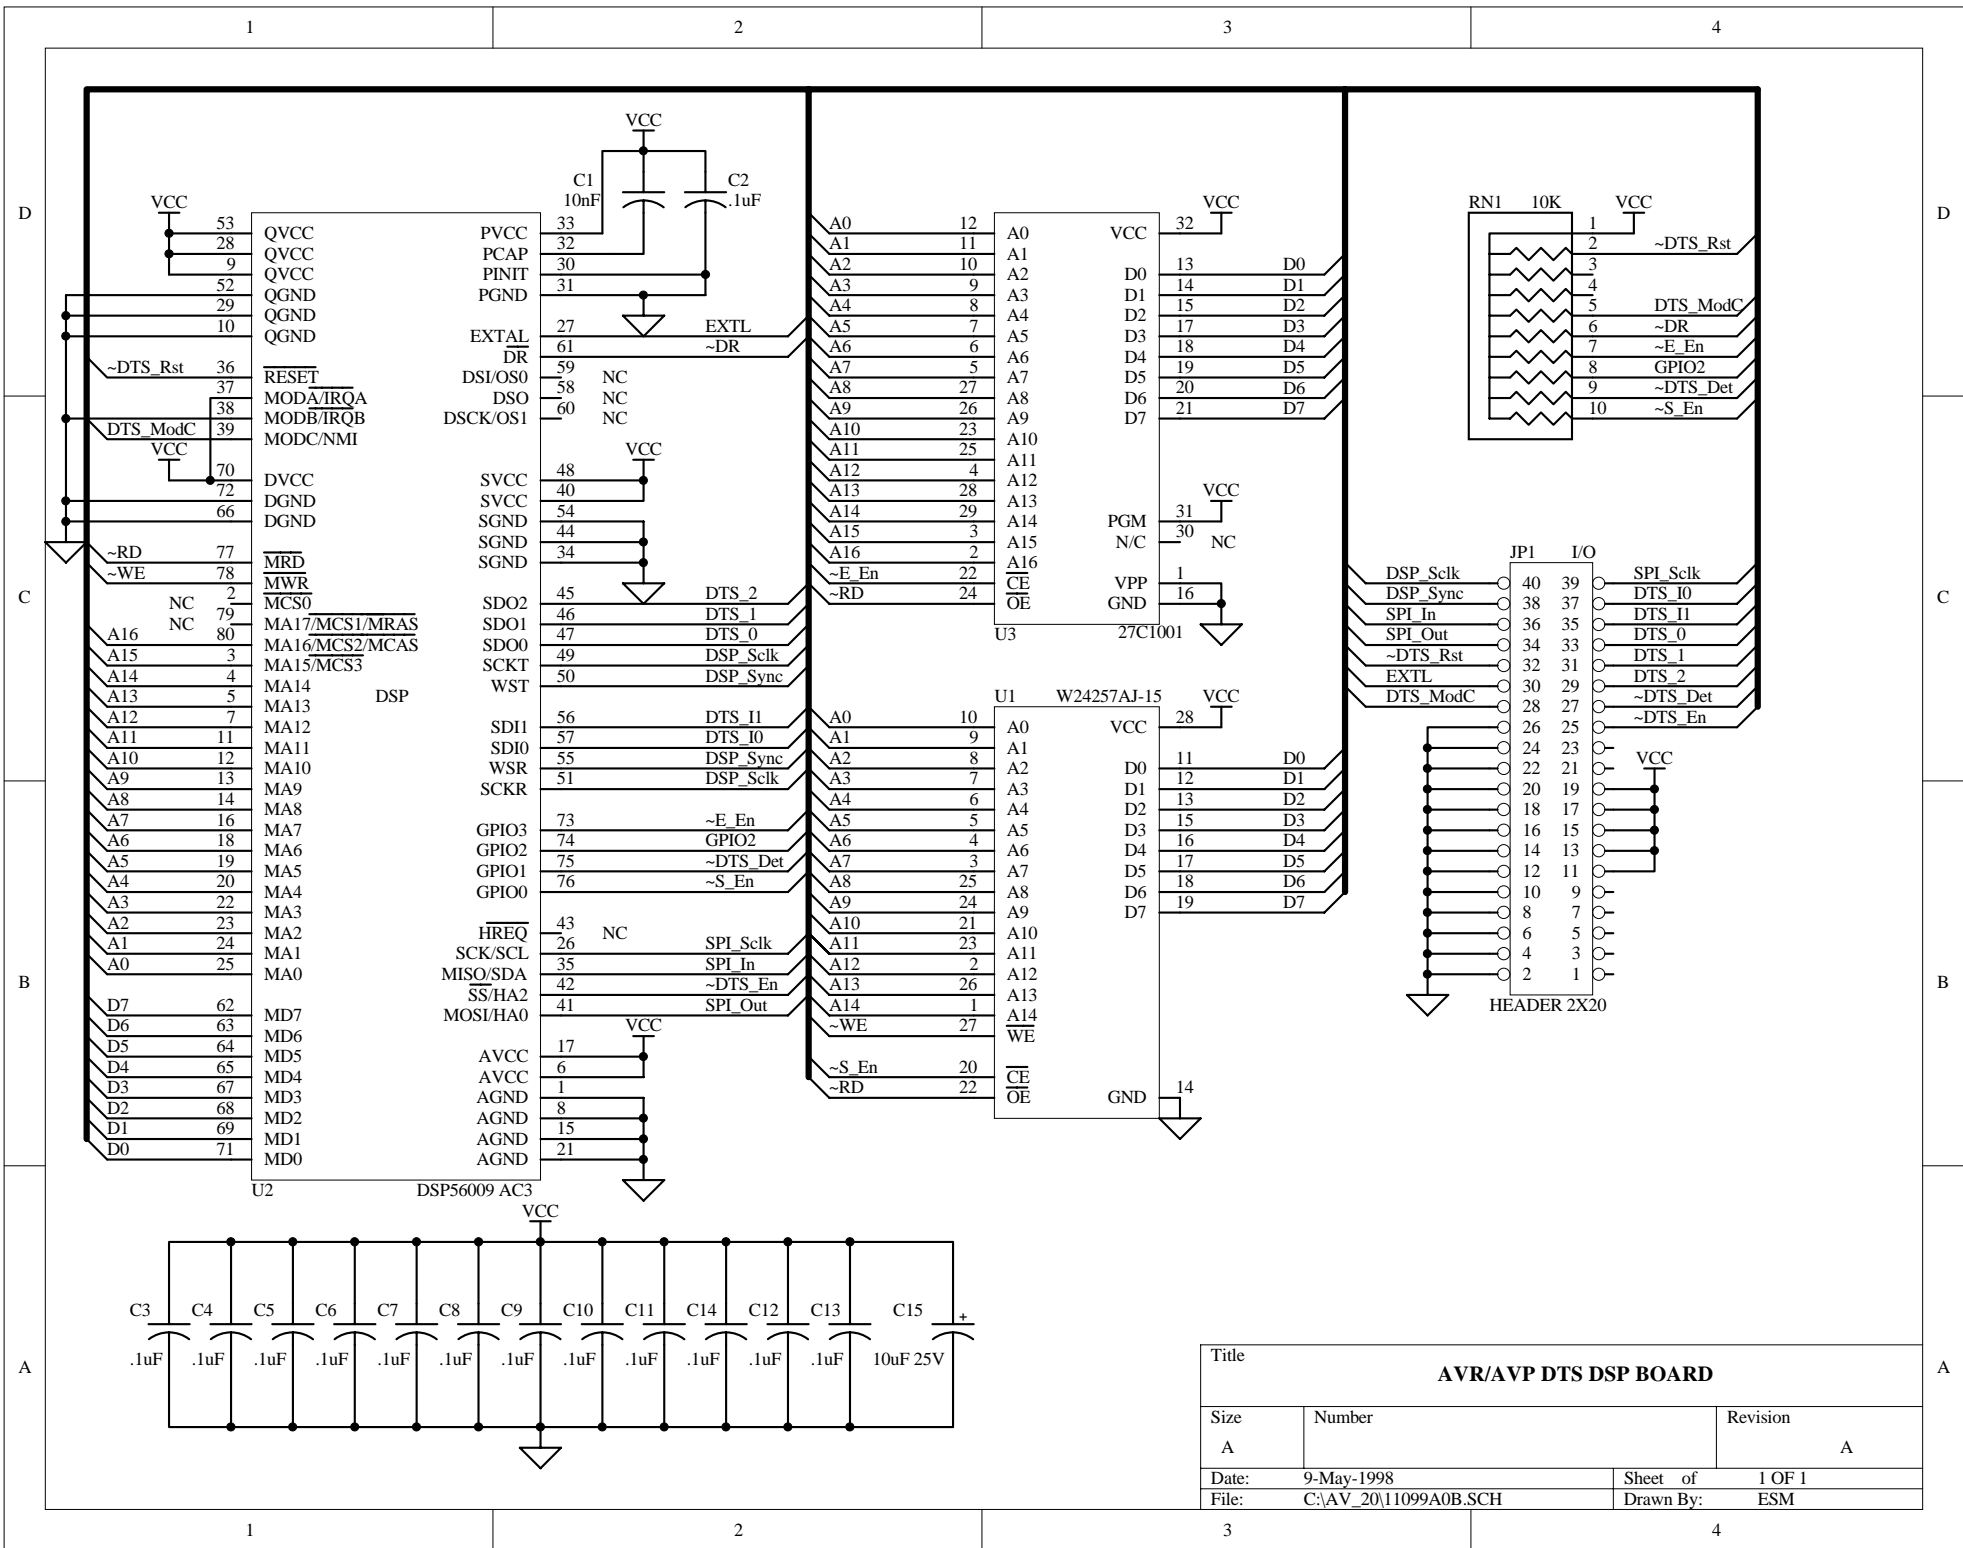 1 2 3 4
D
C
B
A
D
C
B
A
1 2 3 4
VCC
53 QVCC
28 QVCC
9 QVCC
52 QGND
29 QGND
10 QGND
~DTS_Rst 36 RESET
37 MODA/IRQA
38 MODB/IRQB
DTS_ModC 39 MODC/NMI
VCC
70 DVCC
72 DGND
66 DGND
~RD 77 MRD
~WE 78 MWR
NC 2 MCS0
NC 79 MA17/MCS1/MRAS
A16 80 MA16/MCS2/MCAS
A15 3 MA15/MCS3
A14 4 MA14
A13 5 MA13
A12 7 MA12
A11 11 MA11
A10 12 MA10
A9 13 MA9
A8 14 MA8
A7 16 MA7
A6 18 MA6
A5 19 MA5
A4 20 MA4
A3 22 MA3
A2 23 MA2
A1 24 MA1
A0 25 MA0
D7 62 MD7
D6 63 MD6
D5 64 MD5
D4 65 MD4
D3 67 MD3
D2 68 MD2
D1 69 MD1
D0 71 MD0
DSP
U2 DSP56009 AC3
VCC
C1
10nF
C2
.1uF
PVCC 33
PCAP 32
PINIT 30
PGND 31
EXTAL 27 EXTL
DR 61 ~DR
DSI/OS0 59 NC
DSO 58 NC
DSCK/OS1 60 NC
VCC
SVCC 48
SVCC 40
SGND 54
SGND 44
SGND 34
SDO2 45 DTS_2
SDO1 46 DTS_1
SDO0 47 DTS_0
SCKT 49 DSP_Sclk
WST 50 DSP_Sync
SDI1 56 DTS_I1
SDI0 57 DTS_I0
WSR 55 DSP_Sync
SCKR 51 DSP_Sclk
GPIO3 73 ~E_En
GPIO2 74 GPIO2
GPIO1 75 ~DTS_Det
GPIO0 76 ~S_En
HREQ 43 NC
SCK/SCL 26 SPI_Sclk
MISO/SDA 35 SPI_In
SS/HA2 42 ~DTS_En
MOSI/HA0 41 SPI_Out
VCC
AVCC 17
AVCC 6
AGND 1
AGND 8
AGND 15
AGND 21
A0 12 A0
A1 11 A1
A2 10 A2
A3 9 A3
A4 8 A4
A5 7 A5
A6 6 A6
A7 5 A7
A8 27 A8
A9 26 A9
A10 23 A10
A11 25 A11
A12 4 A12
A13 28 A13
A14 29 A14
A15 3 A15
A16 2 A16
~E_En 22 CE
~RD 24 OE
VCC 32 VCC
D0 13 D0
D1 14 D1
D2 15 D2
D3 17 D3
D4 18 D4
D5 19 D5
D6 20 D6
D7 21 D7
VCC
PGM 31
N/C 30 NC
VPP 1
GND 16
U3 27C1001
U1 W24257AJ-15
A0 10 A0
A1 9 A1
A2 8 A2
A3 7 A3
A4 6 A4
A5 5 A5
A6 4 A6
A7 3 A7
A8 25 A8
A9 24 A9
A10 21 A10
A11 23 A11
A12 2 A12
A13 26 A13
A14 1 A14
~WE 27 WE
~S_En 20 CE
~RD 22 OE
VCC 28 VCC
D0 11 D0
D1 12 D1
D2 13 D2
D3 15 D3
D4 16 D4
D5 17 D5
D6 18 D6
D7 19 D7
GND 14
RN1 10K
VCC
1
2 ~DTS_Rst
3
4
5 DTS_ModC
6 ~DR
7 ~E_En
8 GPIO2
9 ~DTS_Det
10 ~S_En
JP1 I/O
DSP_Sclk 40 39 SPI_Sclk
DSP_Sync 38 37 DTS_I0
SPI_In 36 35 DTS_I1
SPI_Out 34 33 DTS_0
~DTS_Rst 32 31 DTS_1
EXTL 30 29 DTS_2
DTS_ModC 28 27 ~DTS_Det
26 25 ~DTS_En
24 23
22 21 VCC
20 19
18 17
16 15
14 13
12 11
10 9
8 7
6 5
4 3
2 1
HEADER 2X20
VCC
C3 C4 C5 C6 C7 C8 C9 C10 C11 C14 C12 C13 C15 +
.1uF .1uF .1uF .1uF .1uF .1uF .1uF .1uF .1uF .1uF .1uF .1uF 10uF 25V
Title
AVR/AVP DTS DSP BOARD
Size Number Revision
A A
Date: 9-May-1998 Sheet of 1 OF 1
File: C:\AV_20\11099A0B.SCH Drawn By: ESM